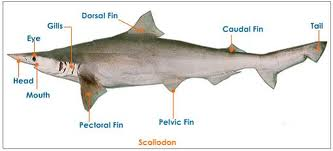 Dorsal Fin
Gills
Eye
Caudal Fin
Tail
Head
Mouth
Pectoral Fin
Pelvic Fin
Scoliodon